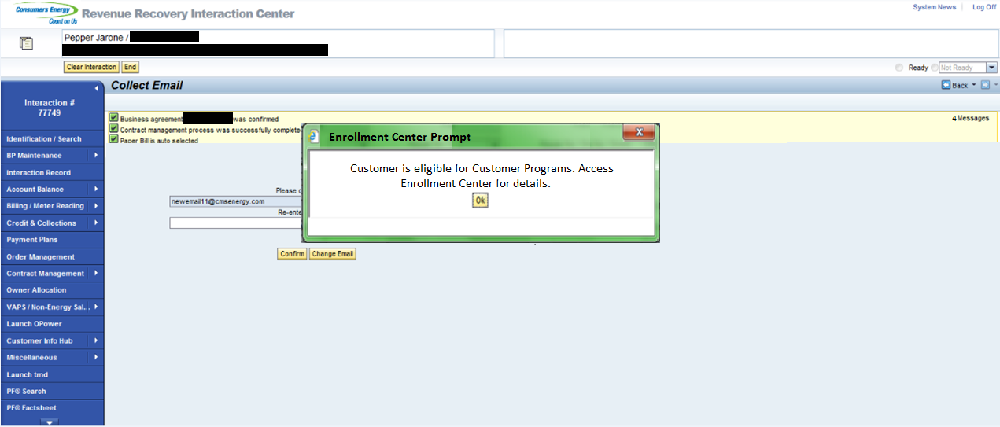 Consumers Energy
Count on Us
Revenue Recovery Interaction Center
System News
Log Off
Pepper Jarone /
Clear Interaction
End
Ready
Not Ready
Collect Email
Back
Interaction #
77749
Identification / Search
BP Maintenance
Interaction Record
Account Balance
Billing / Meter Reading
Credit & Collections
Payment Plans
Order Management
Contract Management
Owner Allocation
VAPS / Non-Energy Sal...
Launch OPower
Customer Info Hub
Miscellaneous
Launch tmd
PF® Search
PF® Factsheet
Business agreement was confirmed
Contract management process was successfully completed
Paper Bill is auto selected
4 Messages
Please
newemail11@cmsenergy.com
Re-ente
Confirm
Change Email
Enrollment Center Prompt
X
Customer is eligible for Customer Programs. Access
Enrollment Center for details.
Ok